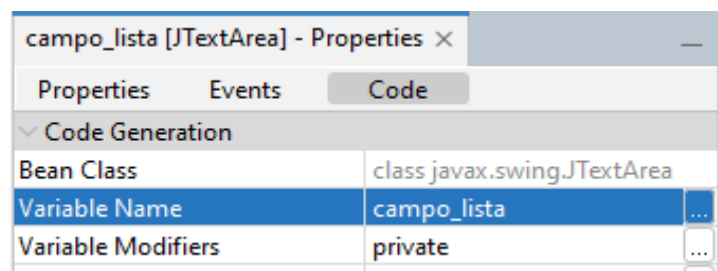 campo_lista [JTextArea] - Properties ×
Properties Events Code
Code Generation
Bean Class class javax.swing.JTextArea
Variable Name campo_lista ...
Variable Modifiers private ...